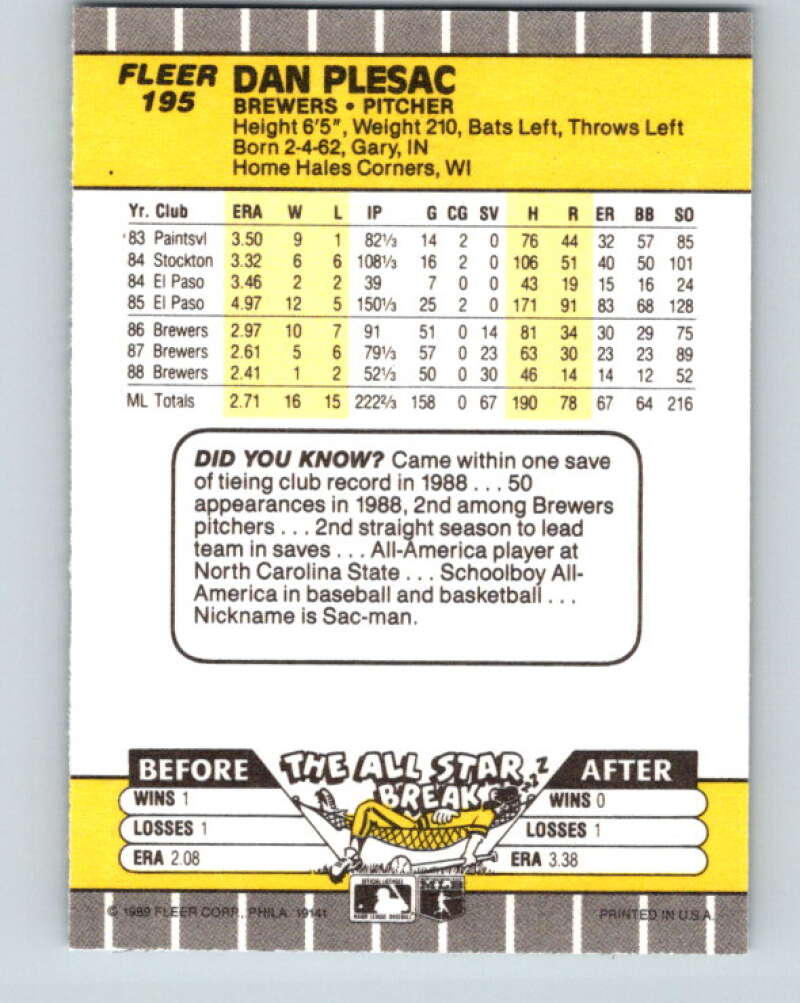 FLEER DAN PLESAC
195 BREWERS • PITCHER
Height 6'5", Weight 210, Bats Left, Throws Left
Born 2-4-62, Gary, IN
Home Hales Corners, WI
Yr. Club ERA W L IP G CG SV H R ER BB SO
'83 Paintsvl 3.50 9 1 82⅓ 14 2 0 76 44 32 57 85
84 Stockton 3.32 6 6 108⅓ 16 2 0 106 51 40 50 101
84 El Paso 3.46 2 2 39 7 0 0 43 19 15 16 24
85 El Paso 4.97 12 5 150⅓ 25 2 0 171 91 83 68 128
86 Brewers 2.97 10 7 91 51 0 14 81 34 30 29 75
87 Brewers 2.61 5 6 79⅓ 57 0 23 63 30 23 23 89
88 Brewers 2.41 1 2 52⅓ 50 0 30 46 14 14 12 52
ML Totals 2.71 16 15 222⅔ 158 0 67 190 78 67 64 216
DID YOU KNOW? Came within one save
of tieing club record in 1988 . . . 50
appearances in 1988, 2nd among Brewers
pitchers . . . 2nd straight season to lead
team in saves . . . All-America player at
North Carolina State . . . Schoolboy All-
America in baseball and basketball . . .
Nickname is Sac-man.
BEFORE THE ALL STAR BREAK ZZZ AFTER
WINS 1 WINS 0
LOSSES 1 LOSSES 1
ERA 2.08 ERA 3.38
OFFICIAL LICENSEE
MAJOR LEAGUE BASEBALL
© 1989 FLEER CORP., PHILA. 19141 PRINTED IN U.S.A.